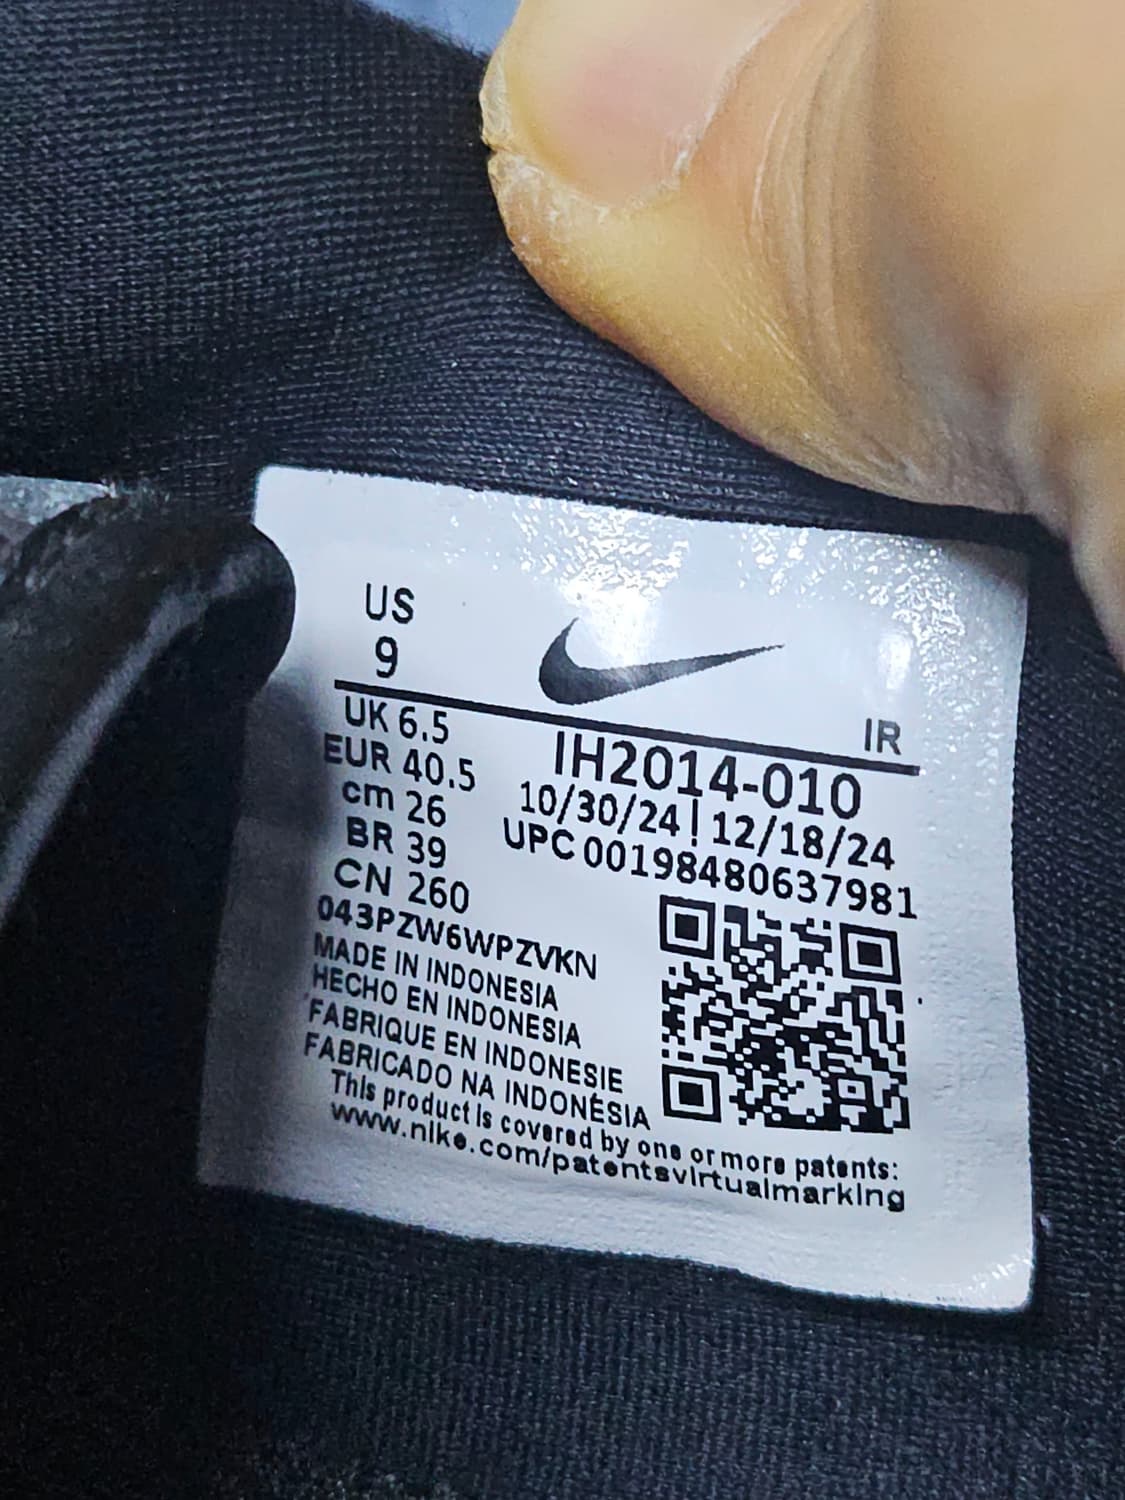 US
9
IR
UK 6.5
EUR 40.5
cm 26
BR 39
CN 260
IH2014-010
10/30/24 | 12/18/24
UPC 00198480637981
043PZW6WPZVKN
MADE IN INDONESIA
HECHO EN INDONESIA
FABRIQUE EN INDONESIE
FABRICADO NA INDONÉSIA
This product is covered by one or more patents:
www.nike.com/patentsvirtualmarking